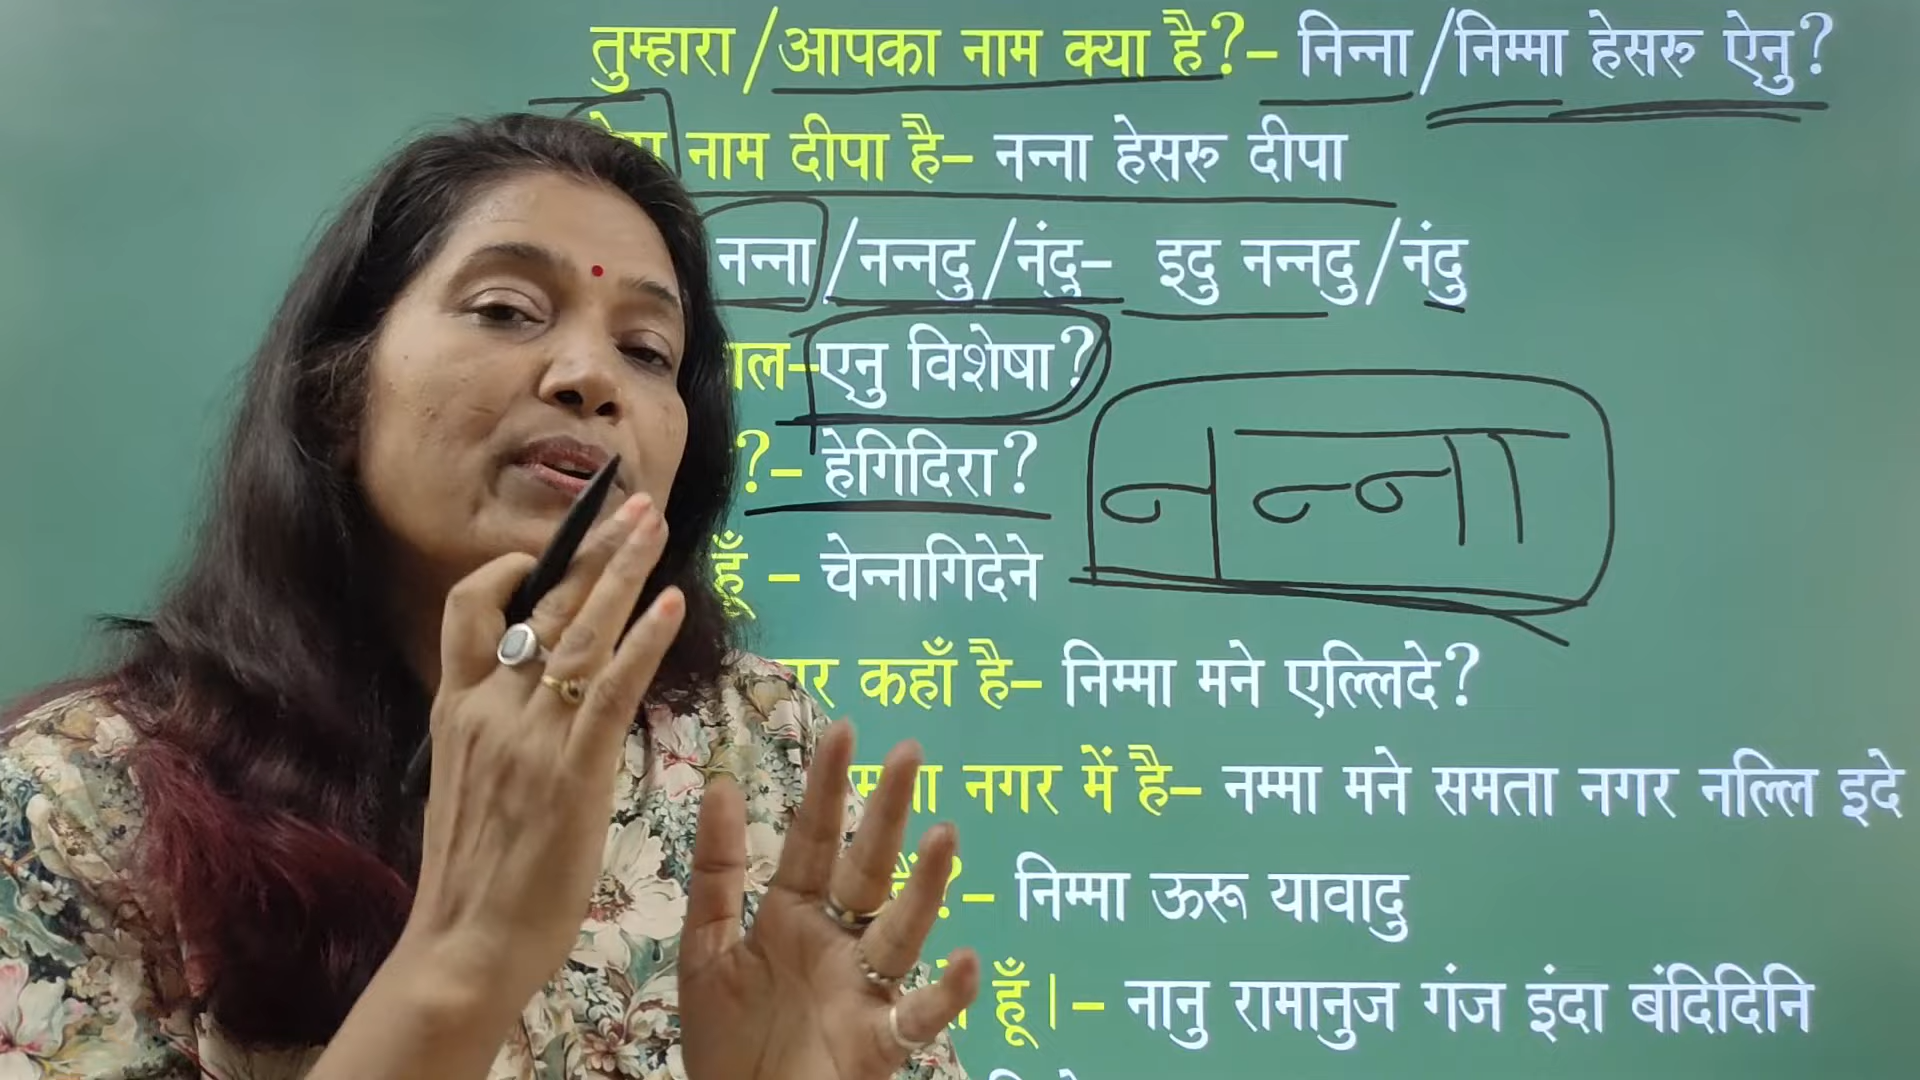 तुम्हारा/आपका नाम क्या है?– निन्ना/निम्मा हेसरु ऐनु?
नाम दीपा है– नन्ना हेसरु दीपा
नन्ना/नन्नदु/नंदु– इदु नन्नदु/नंदु
एनु विशेषा?
?– हेगिदिरा?
नन्ना
हूँ – चेन्नागिदेने
कहाँ है– निम्मा मने एल्लिदे?
नगर में है– नम्मा मने समता नगर नल्लि इदे
?– निम्मा ऊरू यावादु
हूँ।– नानु रामानुज गंज इंदा बंदिदिनि